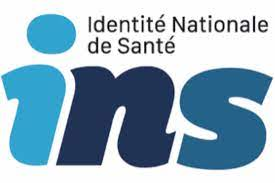 Identité Nationale
de Santé
ins